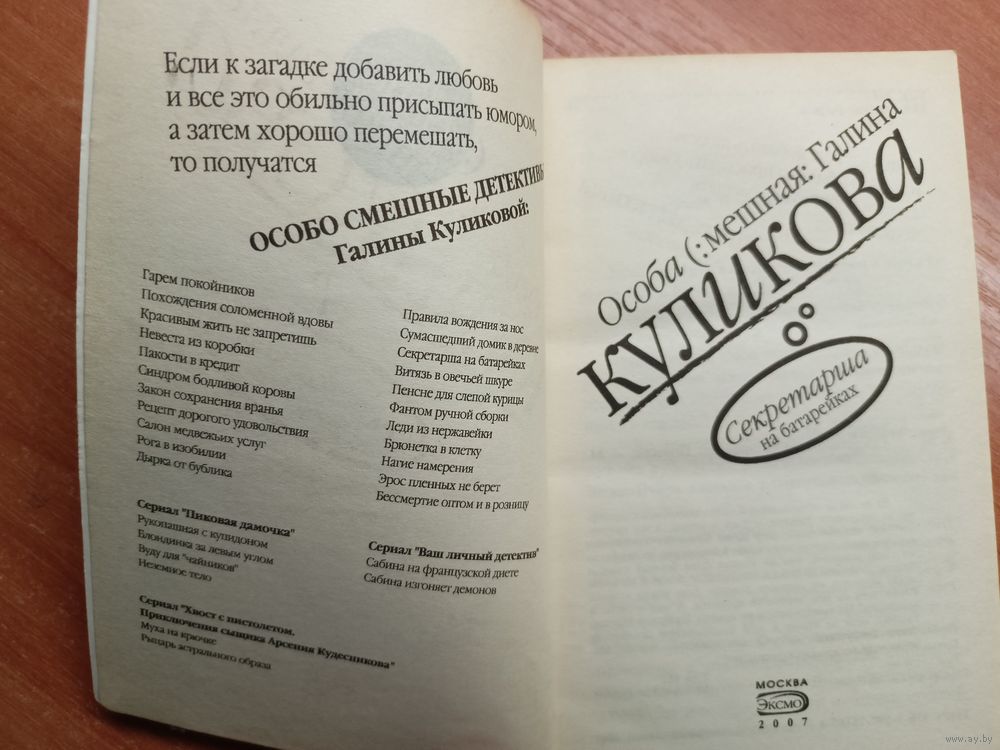 Если к загадке добавить любовь
и все это обильно присыпать юмором,
а затем хорошо перемешать,
то получатся
ОСОБО СМЕШНЫЕ ДЕТЕКТИВЫ
Галины Куликовой:
Гарем покойников
Похождения соломенной вдовы
Красивым жить не запретишь
Невеста из коробки
Пакости в кредит
Синдром бодливой коровы
Закон сохранения вранья
Рецепт дорогого удовольствия
Салон медвежьих услуг
Рога в изобилии
Дырка от бублика
Сериал "Пиковая дамочка"
Рукопашная с купидоном
Блондинка за левым углом
Вуду для "чайников"
Неземное тело
Сериал "Хвост с пистолетом.
Приключения сыщика Арсения Кудесникова"
Муха на крючке
Рыцарь астрального образа
Правила вождения за нос
Сумасшедший домик в деревне
Секретарша на батарейках
Витязь в овечьей шкуре
Пенсне для слепой курицы
Фантом ручной сборки
Леди из нержавейки
Брюнетка в клетку
Нагие намерения
Эрос пленных не берет
Бессмертие оптом и в розницу
Сериал "Ваш личный детектив"
Сабина на французской диете
Сабина изгоняет демонов
Особа (:мешная: Галина
КУЛИКОВА
Секретарша
на батарейках
МОСКВА
ЭКСМО
2007
www.ay.by